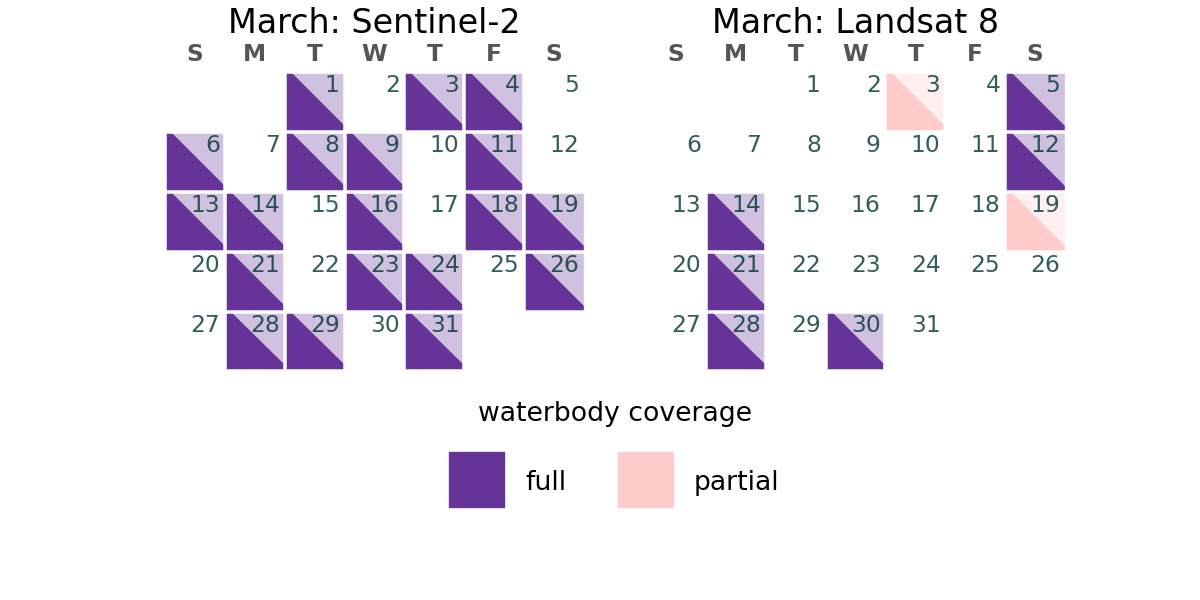 March: Sentinel-2
S M T W T F S
1 2 3 4 5
6 7 8 9 10 11 12
13 14 15 16 17 18 19
20 21 22 23 24 25 26
27 28 29 30 31
March: Landsat 8
S M T W T F S
1 2 3 4 5
6 7 8 9 10 11 12
13 14 15 16 17 18 19
20 21 22 23 24 25 26
27 28 29 30 31
waterbody coverage
full partial